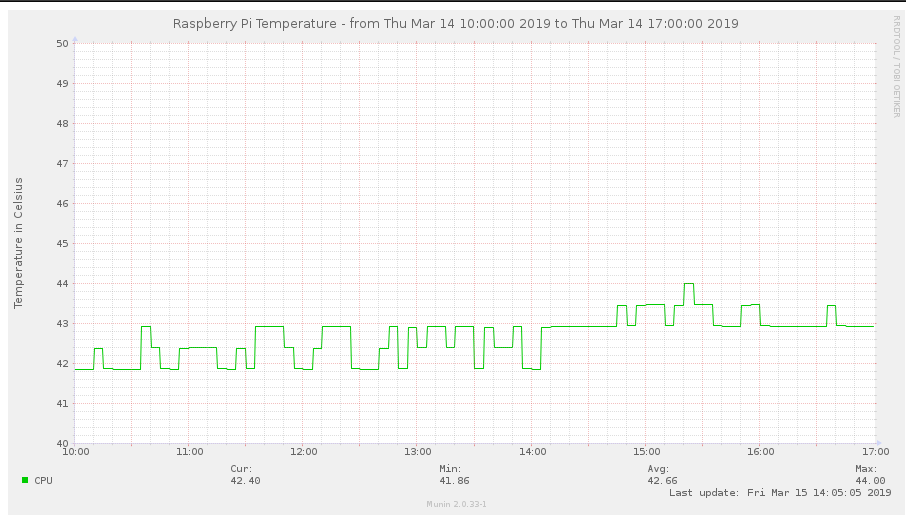 Raspberry Pi Temperature - from Thu Mar 14 10:00:00 2019 to Thu Mar 14 17:00:00 2019
RRDTOOL / TOBI OETIKER
Temperature in Celsius
50
49
48
47
46
45
44
43
42
41
40
10:00 11:00 12:00 13:00 14:00 15:00 16:00 17:00
Cur: Min: Avg: Max:
CPU 42.40 41.86 42.66 44.00
Last update: Fri Mar 15 14:05:05 2019
Munin 2.0.33-1